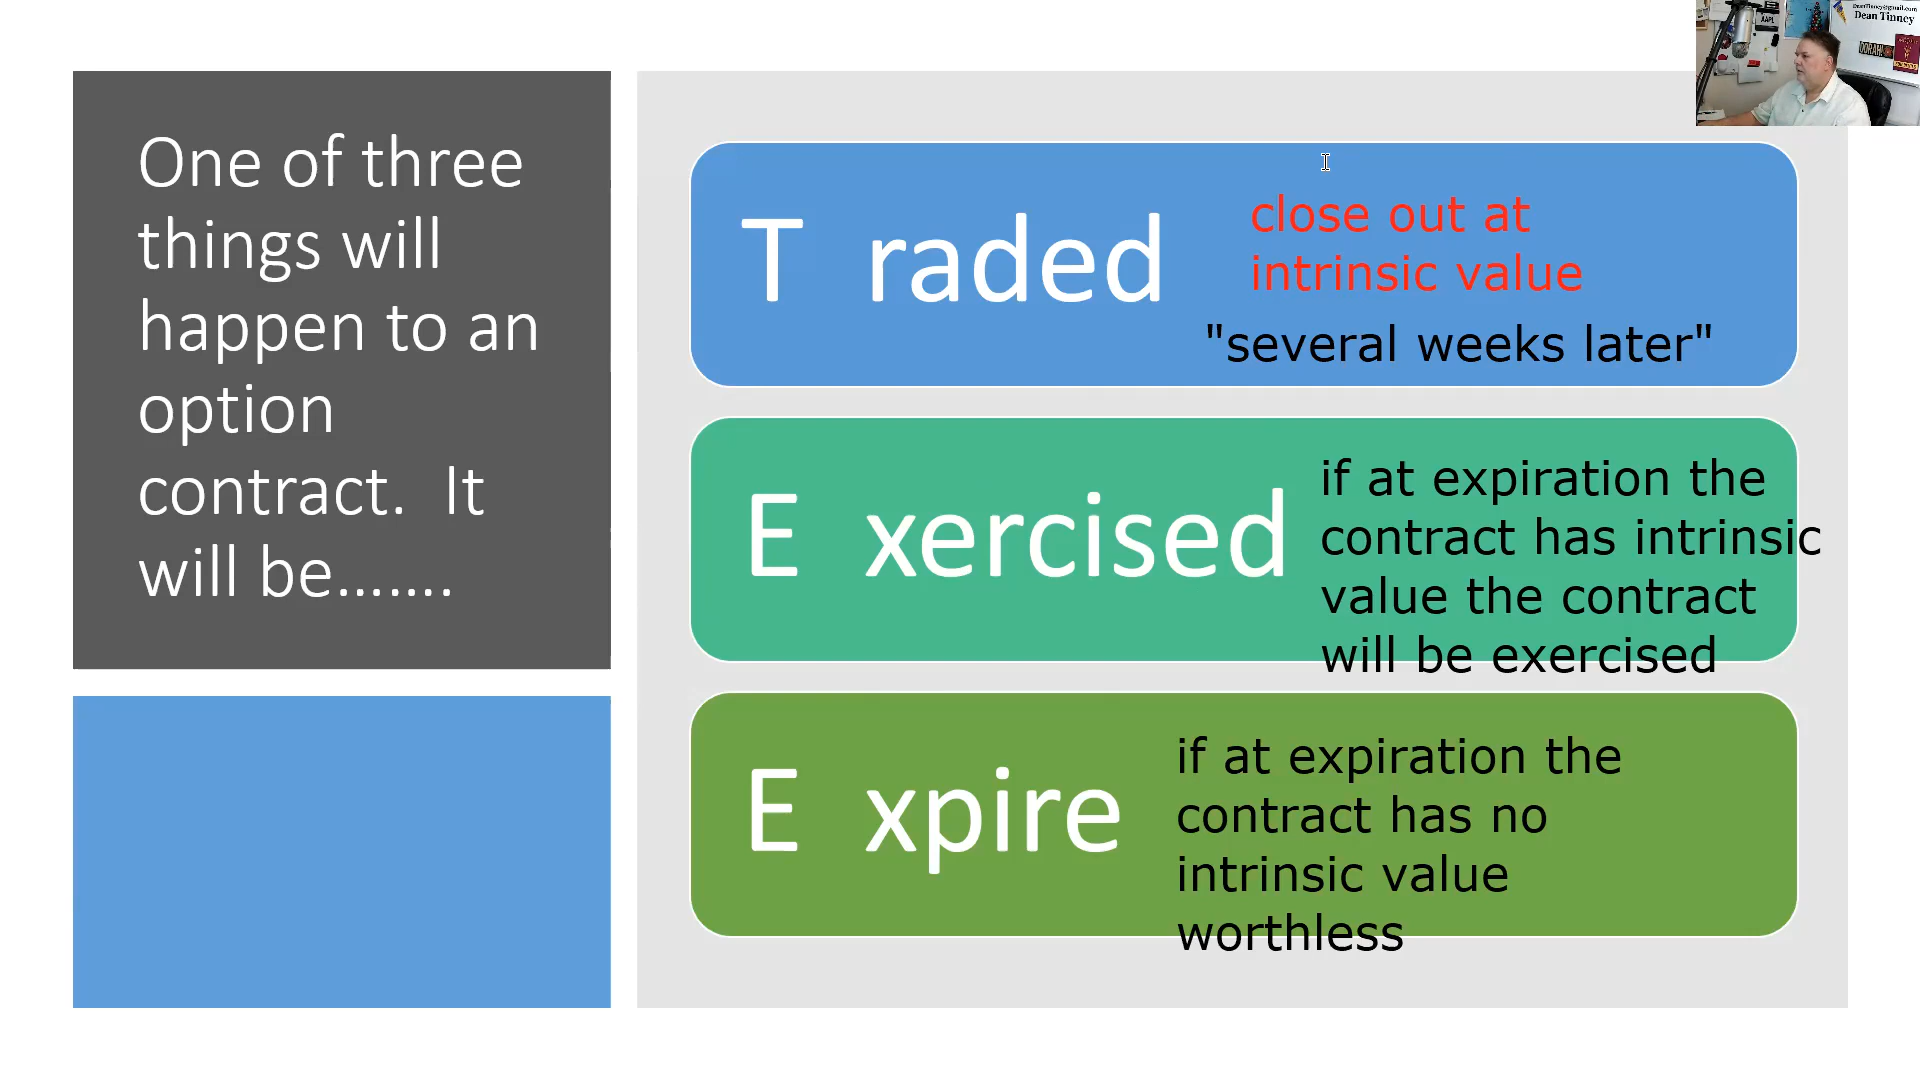 One of three
things will
happen to an
option
contract.  It
will be.......
T raded
close out at
intrinsic value
"several weeks later"
E xercised
if at expiration the
contract has intrinsic
value the contract
will be exercised
E xpire
if at expiration the
contract has no
intrinsic value
worthless
Dean Tinney
AAPL